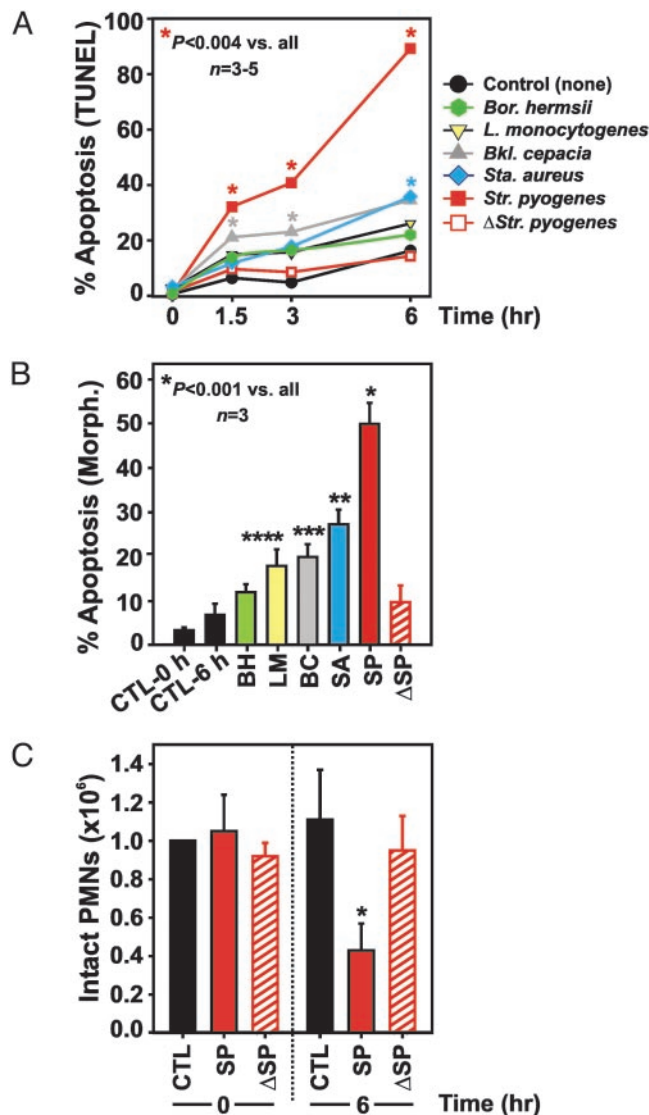 A
% Apoptosis (TUNEL)
100
80
60
40
20
0
* P<0.004 vs. all
n=3-5
*
*
*
*
*
*
0
1.5
3
6
Time (hr)
Control (none)
Bor. hermsii
L. monocytogenes
Bkl. cepacia
Sta. aureus
Str. pyogenes
ΔStr. pyogenes
B
% Apoptosis (Morph.)
60
50
40
30
20
10
0
* P<0.001 vs. all
n=3
****
***
**
*
CTL-0 h
CTL-6 h
BH
LM
BC
SA
SP
ΔSP
C
Intact PMNs (x10⁶)
1.4
1.2
1.0
0.8
0.6
0.4
0.2
0.0
*
CTL
SP
ΔSP
CTL
SP
ΔSP
0
6
Time (hr)